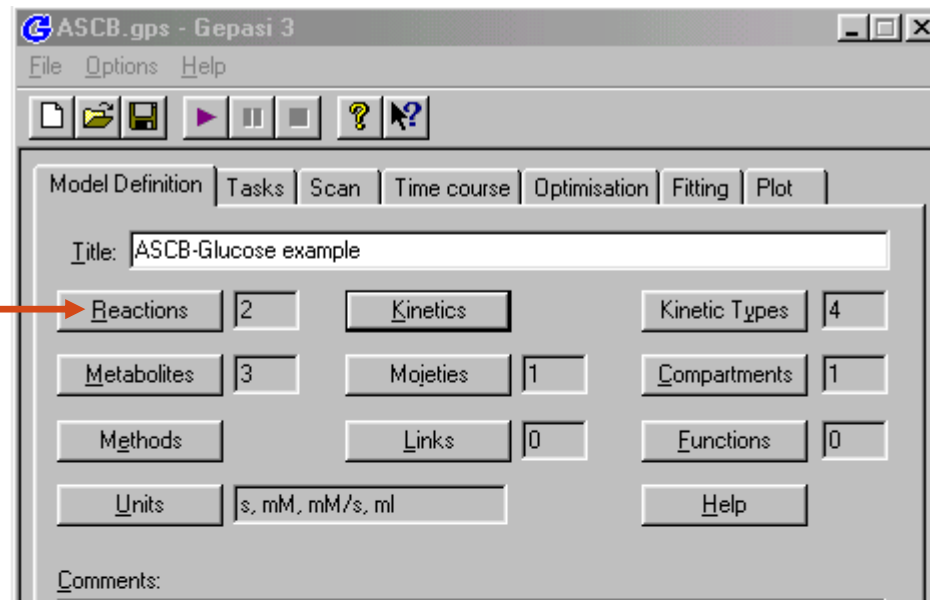 ASCB.gps - Gepasi 3
File Options Help
Model Definition Tasks Scan Time course Optimisation Fitting Plot
Title: ASCB-Glucose example
Reactions 2 Kinetics Kinetic Types 4
Metabolites 3 Moieties 1 Compartments 1
Methods Links 0 Functions 0
Units s, mM, mM/s, ml Help
Comments: